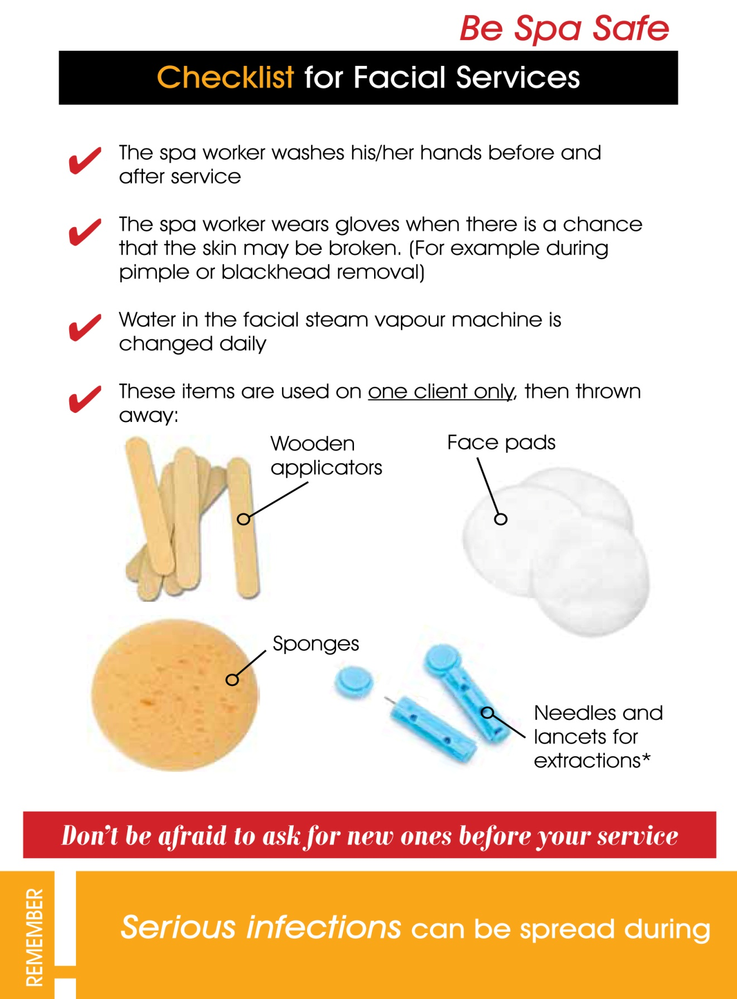 Be Spa Safe
Checklist for Facial Services
✔ The spa worker washes his/her hands before and
after service
✔ The spa worker wears gloves when there is a chance
that the skin may be broken. (For example during
pimple or blackhead removal)
✔ Water in the facial steam vapour machine is
changed daily
✔ These items are used on one client only, then thrown
away:
Wooden
applicators
Face pads
Sponges
Needles and
lancets for
extractions*
Don't be afraid to ask for new ones before your service
REMEMBER
Serious infections can be spread during